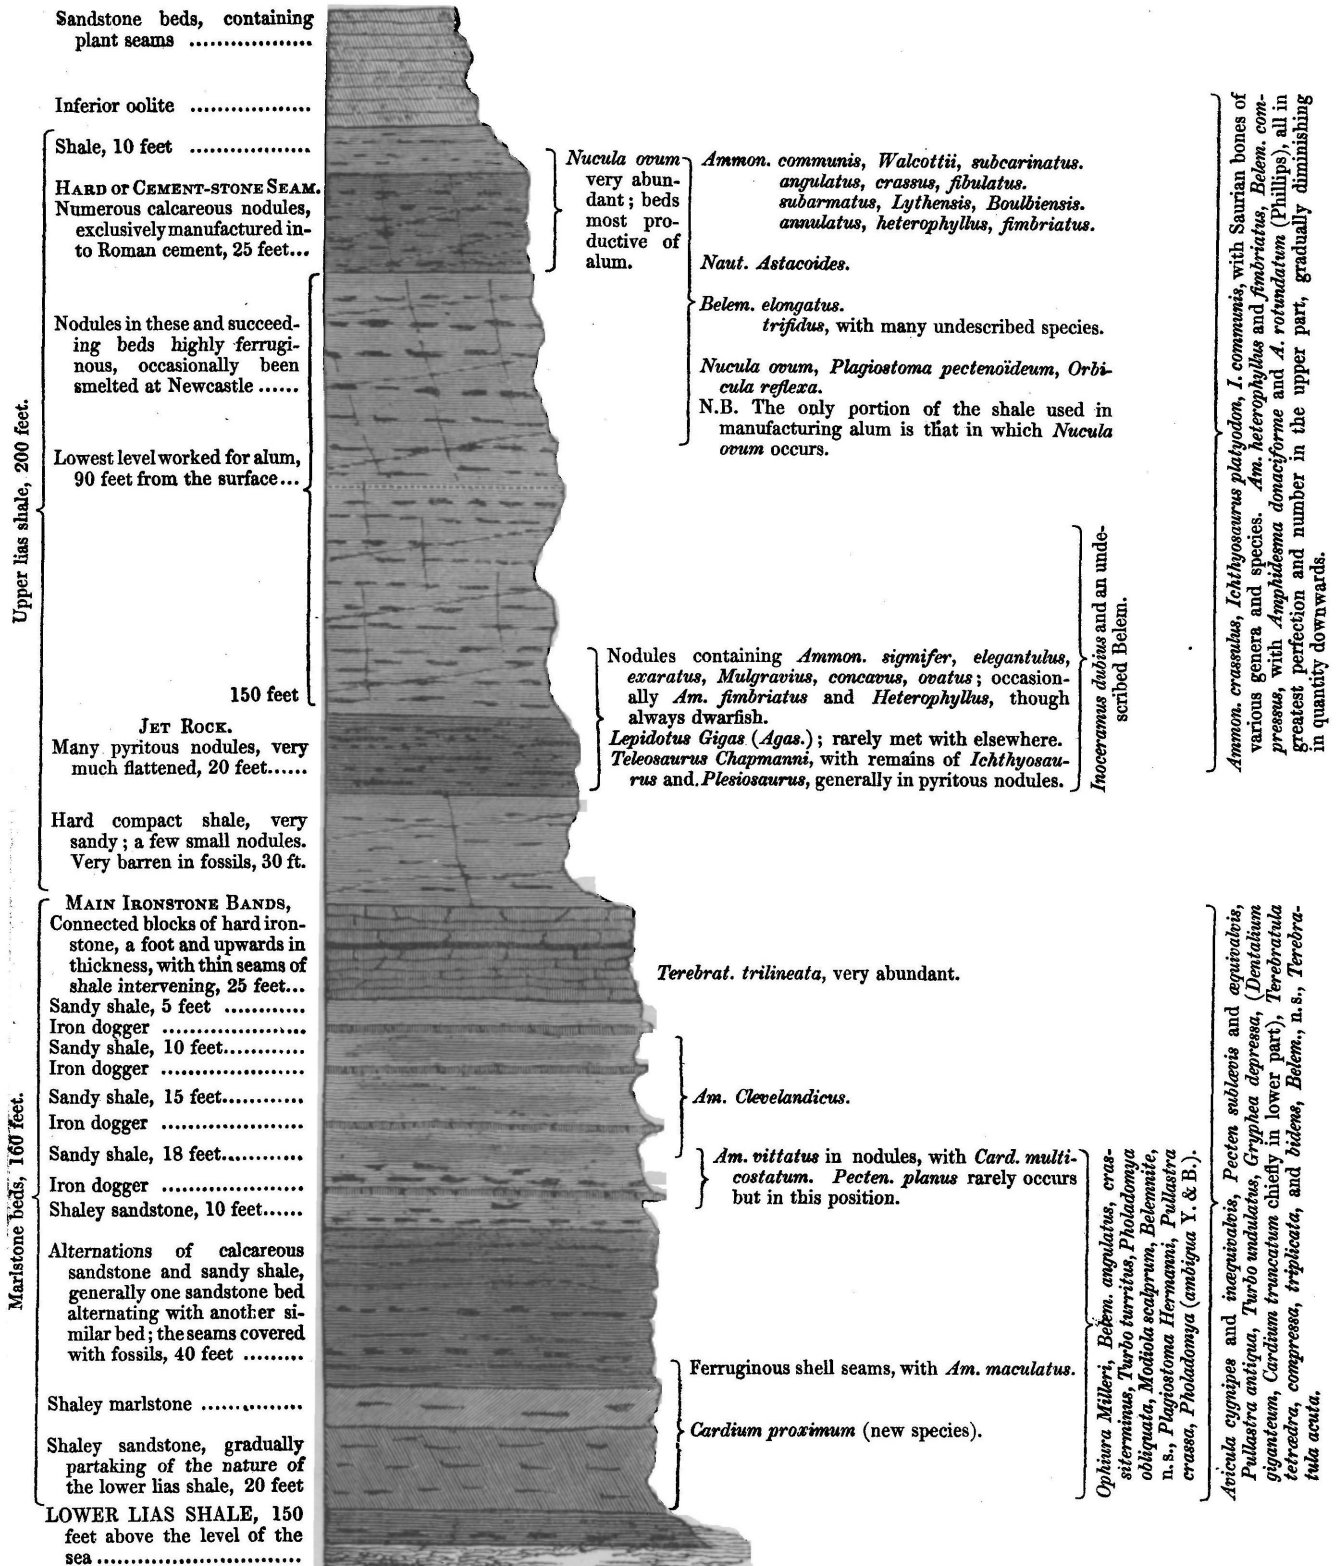 Sandstone beds, containing
plant seams ..................
Inferior oolite ..................
Upper lias shale, 200 feet.
Shale, 10 feet ..................
HARD or CEMENT-STONE SEAM.
Numerous calcareous nodules,
exclusively manufactured in-
to Roman cement, 25 feet...
Nodules in these and succeed-
ing beds highly ferrugi-
nous, occasionally been
smelted at Newcastle ......
Lowest level worked for alum,
90 feet from the surface...
150 feet
JET ROCK.
Many pyritous nodules, very
much flattened, 20 feet......
Hard compact shale, very
sandy; a few small nodules.
Very barren in fossils, 30 ft.
Marlstone beds, 160 feet.
MAIN IRONSTONE BANDS,
Connected blocks of hard iron-
stone, a foot and upwards in
thickness, with thin seams of
shale intervening, 25 feet...
Sandy shale, 5 feet ............
Iron dogger .....................
Sandy shale, 10 feet............
Iron dogger .....................
Sandy shale, 15 feet............
Iron dogger .....................
Sandy shale, 18 feet............
Iron dogger .....................
Shaley sandstone, 10 feet......
Alternations of calcareous
sandstone and sandy shale,
generally one sandstone bed
alternating with another si-
milar bed; the seams covered
with fossils, 40 feet .........
Shaley marlstone ...............
Shaley sandstone, gradually
partaking of the nature of
the lower lias shale, 20 feet
LOWER LIAS SHALE, 150
feet above the level of the
sea ..............................
Nucula ovum
very abun-
dant; beds
most pro-
ductive of
alum.
Ammon. communis, Walcottii, subcarinatus.
angulatus, crassus, fibulatus.
subarmatus, Lythensis, Boulbiensis.
annulatus, heterophyllus, fimbriatus.
Naut. Astacoides.
Belem. elongatus.
trifidus, with many undescribed species.
Nucula ovum, Plagiostoma pectenoïdeum, Orbi-
cula reflexa.
N.B. The only portion of the shale used in
manufacturing alum is that in which Nucula
ovum occurs.
Nodules containing Ammon. sigmifer, elegantulus,
exaratus, Mulgravius, concavus, ovatus; occasion-
ally Am. fimbriatus and Heterophyllus, though
always dwarfish.
Lepidotus Gigas (Agas.); rarely met with elsewhere.
Teleosaurus Chapmanni, with remains of Ichthyosau-
rus and Plesiosaurus, generally in pyritous nodules.
Inoceramus dubius and an unde-
scribed Belem.
Ammon. crassulus, Ichthyosaurus platyodon, I. communis, with Saurian bones of
various genera and species. Am. heterophyllus and fimbriatus, Belem. com-
pressus, with Amphidesma donaciforme and A. rotundatum (Phillips), all in
greatest perfection and number in the upper part, gradually diminishing
in quantity downwards.
Terebrat. trilineata, very abundant.
Am. Clevelandicus.
Am. vittatus in nodules, with Card. multi-
costatum. Pecten. planus rarely occurs
but in this position.
Ferruginous shell seams, with Am. maculatus.
Cardium proximum (new species).
Ophiura Milleri, Belem. angulatus, cras-
siterminus, Turbo turritus, Pholadomya
obliquata, Modiola scalprum, Belemnite,
n.s., Plagiostoma Hermanni, Pullastra
crassa, Pholadomya (ambigua Y. & B.).
Avicula cygnipes and inæquivalvis, Pecten sublævis and æquivalvis,
Pullastra antiqua, Turbo undulatus, Gryphea depressa, (Dentalium
giganteum, Cardium truncatum chiefly in lower part), Terebratula
tetrædra, compressa, triplicata, and bidens, Belem., n.s., Terebra-
tula acuta.